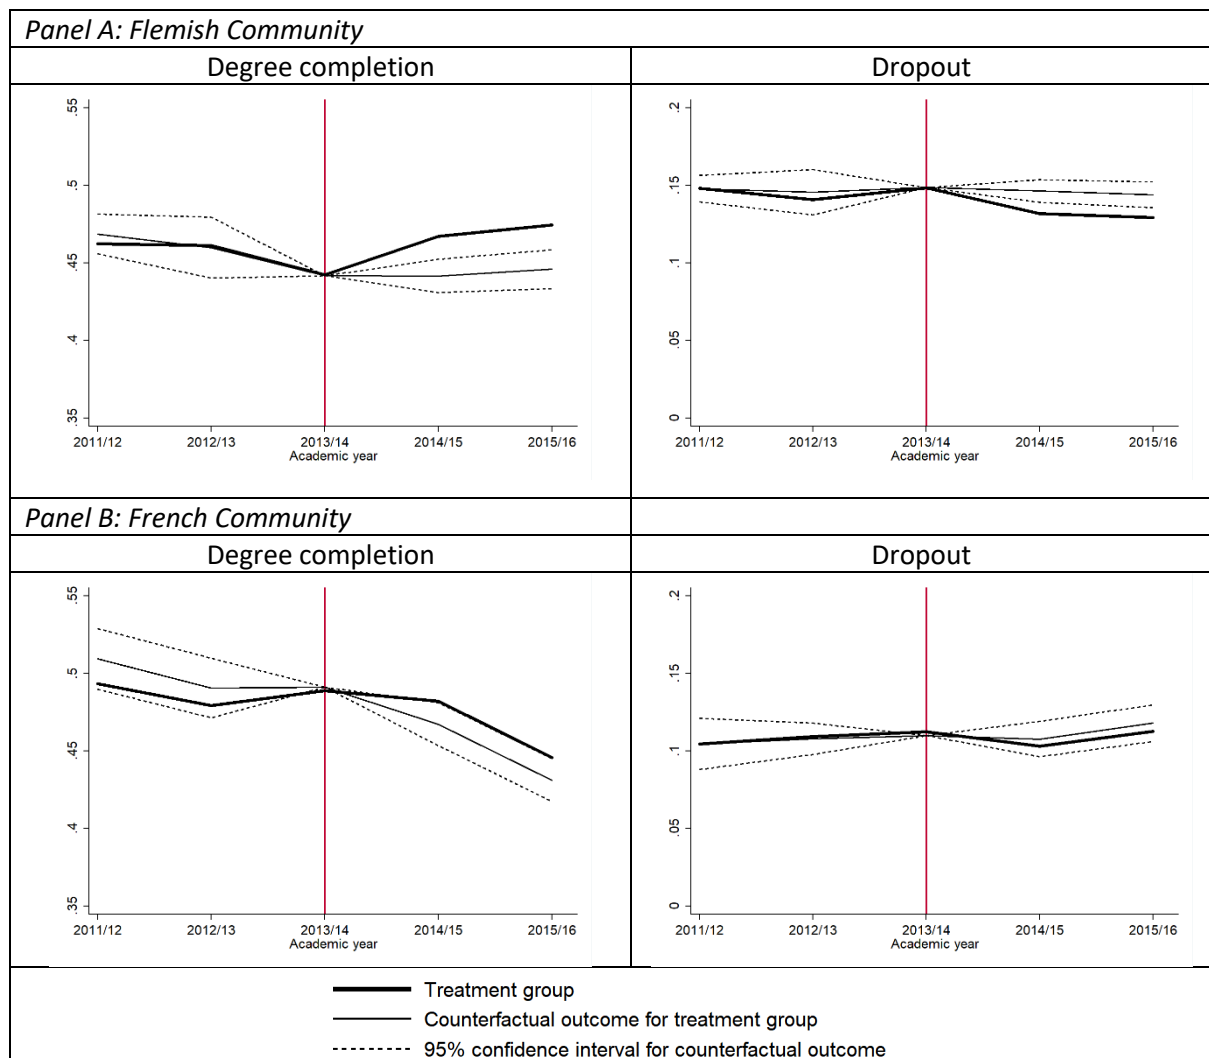 Panel A: Flemish Community
Degree completion
Dropout
.55
.5
.45
.4
.35
2011/12 2012/13 2013/14 2014/15 2015/16
Academic year
.2
.15
.1
.05
0
2011/12 2012/13 2013/14 2014/15 2015/16
Academic year
Panel B: French Community
Degree completion
Dropout
.55
.5
.45
.4
.35
2011/12 2012/13 2013/14 2014/15 2015/16
Academic year
.2
.15
.1
.05
0
2011/12 2012/13 2013/14 2014/15 2015/16
Academic year
Treatment group
Counterfactual outcome for treatment group
95% confidence interval for counterfactual outcome